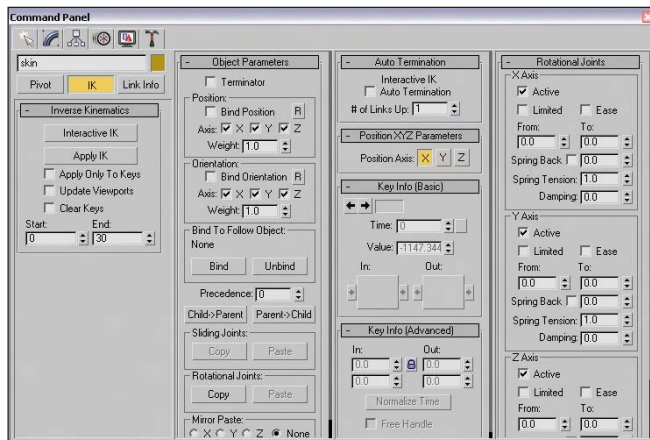 Command Panel
skin
Pivot IK Link Info
- Inverse Kinematics
Interactive IK
Apply IK
Apply Only To Keys
Update Viewports
Clear Keys
Start: End:
0 30
- Object Parameters
Terminator
Position:
Bind Position R
Axis: X Y Z
Weight: 1.0
Orientation:
Bind Orientation R
Axis: X Y Z
Weight: 1.0
Bind To Follow Object:
None
Bind Unbind
Precedence: 0
Child->Parent Parent->Child
Sliding Joints:
Copy Paste
Rotational Joints:
Copy Paste
Mirror Paste:
X Y Z None
- Auto Termination
Interactive IK
Auto Termination
# of Links Up: 1
- Position XYZ Parameters
Position Axis: X Y Z
- Key Info (Basic)
Time: 0
Value: -1147.344
In: Out:
- Key Info (Advanced)
In: Out:
0.0 0.0
0.0 0.0
Normalize Time
Free Handle
- Rotational Joints
X Axis
Active
Limited Ease
From: To:
0.0 0.0
Spring Back 0.0
Spring Tension: 1.0
Damping: 0.0
Y Axis
Active
Limited Ease
From: To:
0.0 0.0
Spring Back 0.0
Spring Tension: 1.0
Damping: 0.0
Z Axis
Active
Limited Ease
From: To:
0.0 0.0